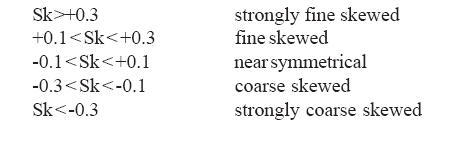 Sk>+0.3 strongly fine skewed
+0.1<Sk<+0.3 fine skewed
-0.1<Sk<+0.1 near symmetrical
-0.3<Sk<-0.1 coarse skewed
Sk<-0.3 strongly coarse skewed